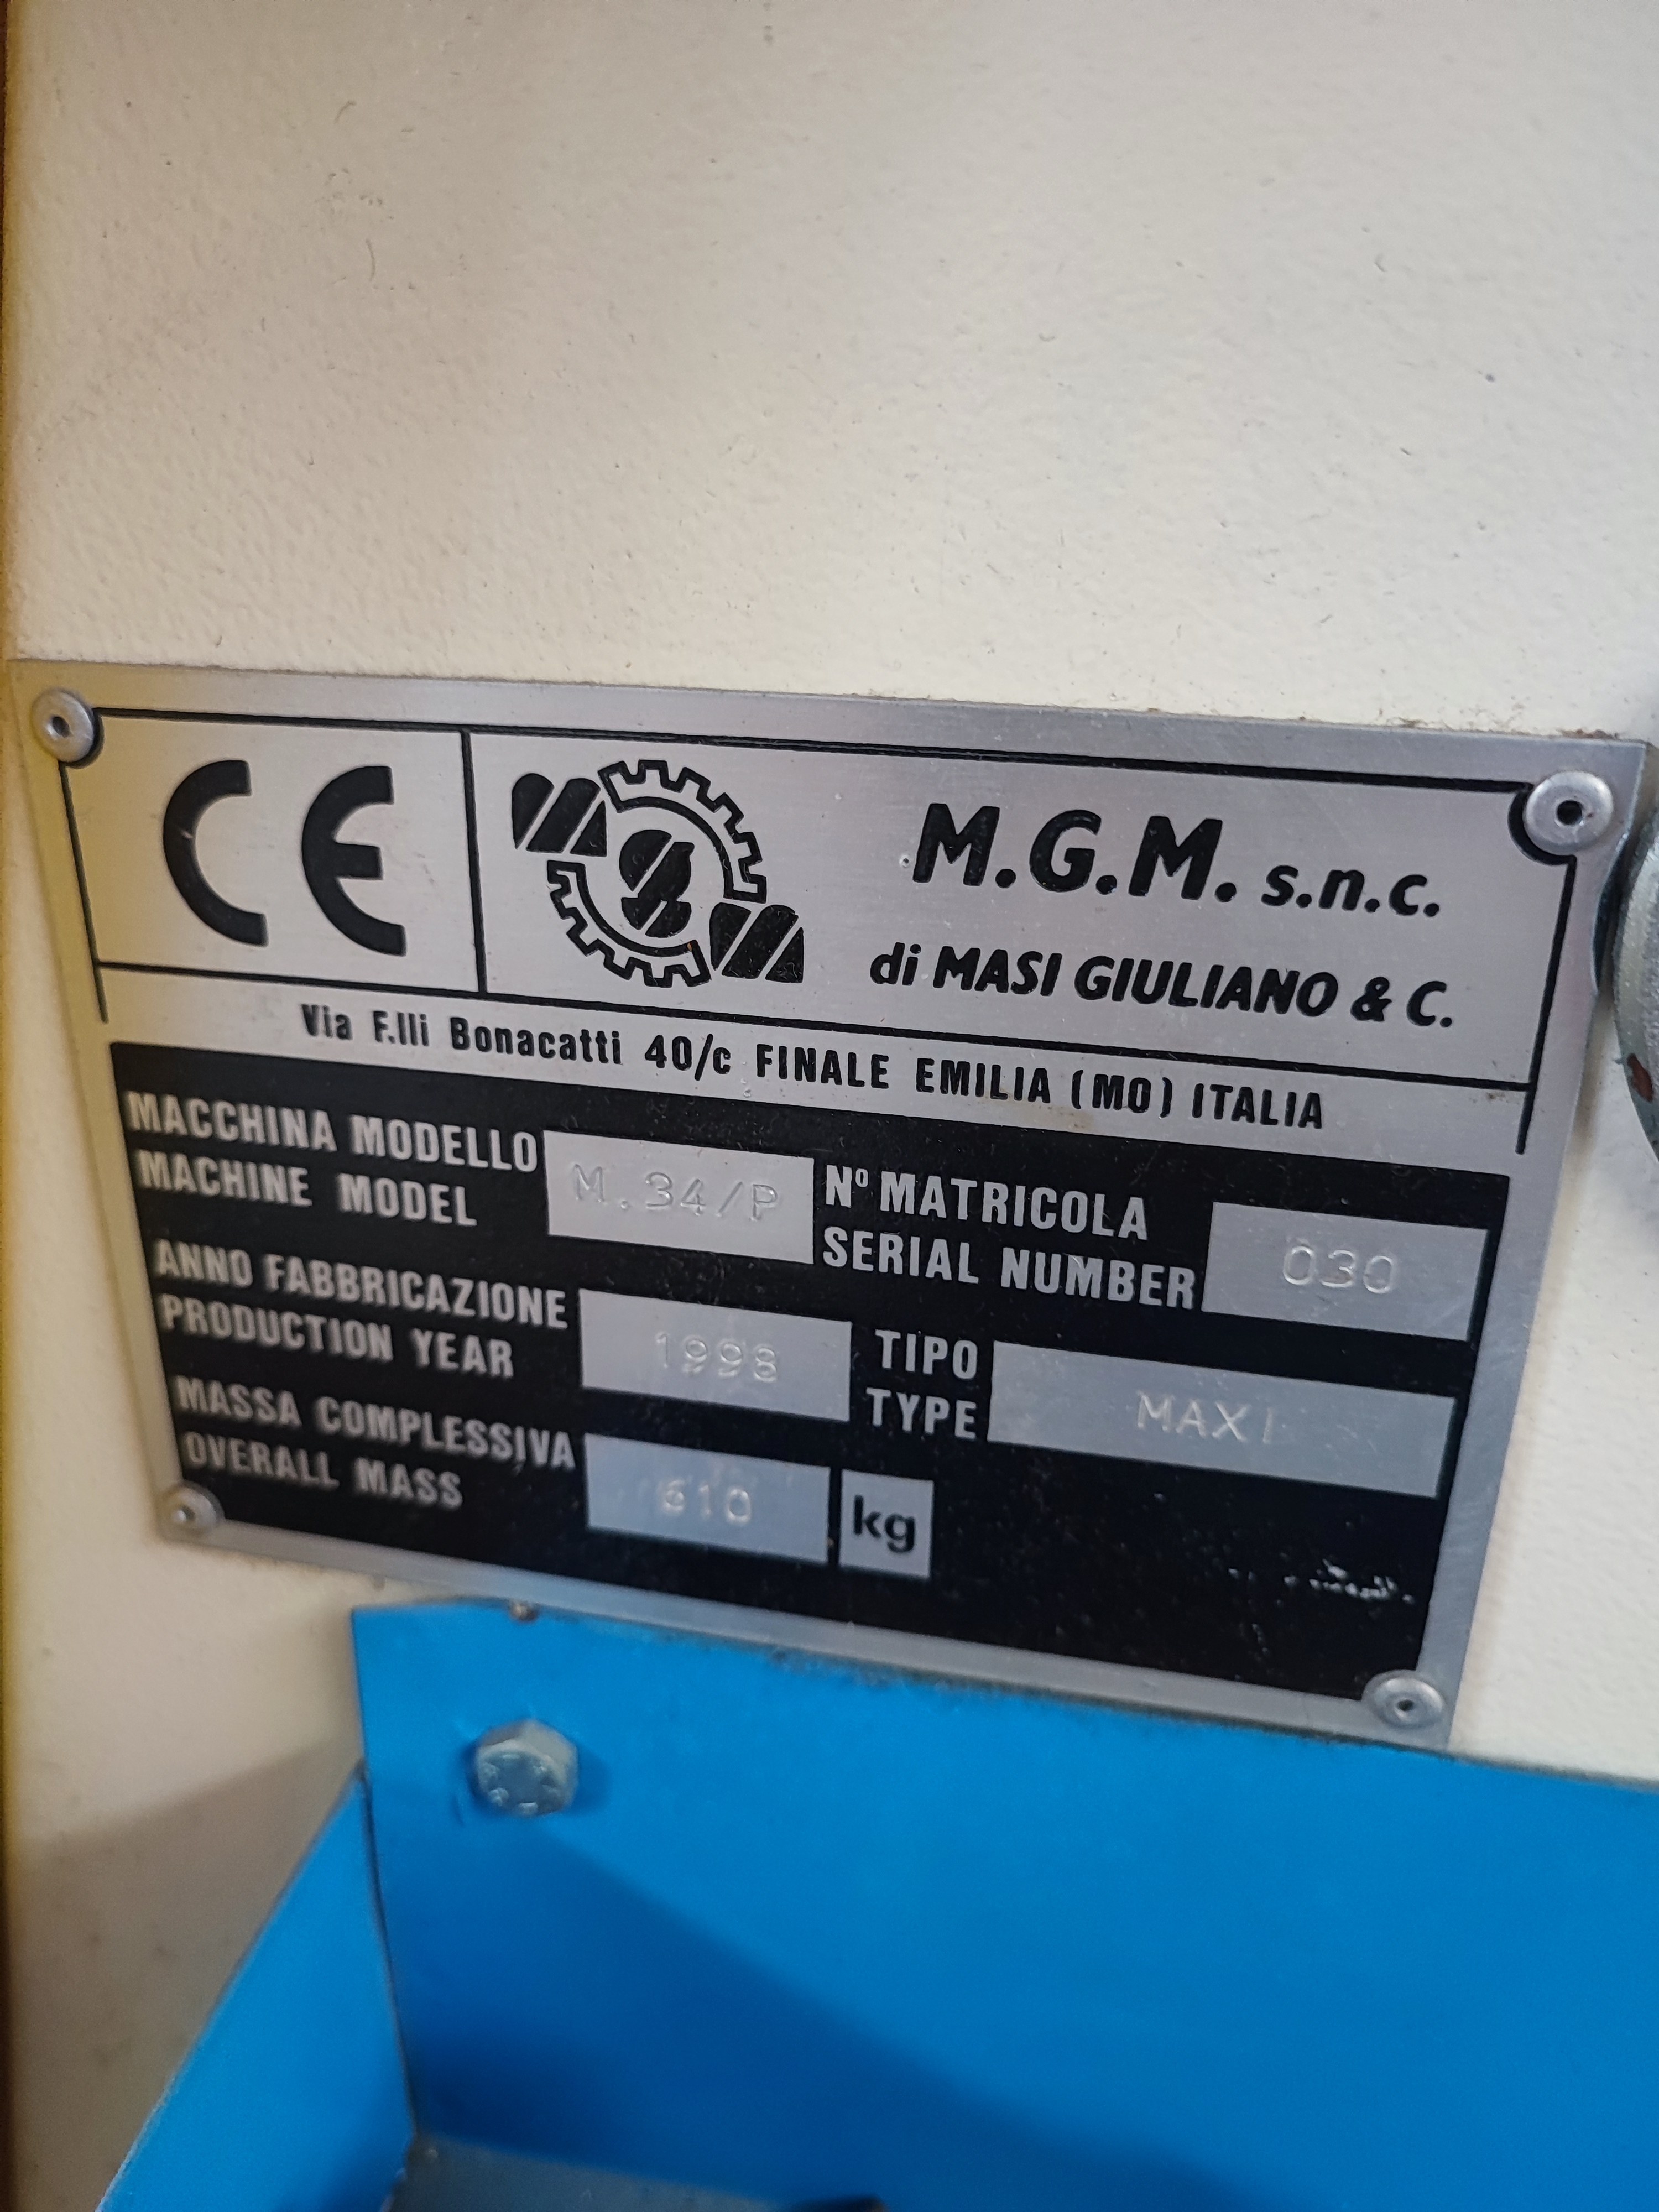 CE
M.G.M. s.n.c.
di MASI GIULIANO & C.
Via F.lli Bonacatti 40/c FINALE EMILIA (MO) ITALIA
MACCHINA MODELLO
MACHINE MODEL
M.34/P
Nº MATRICOLA
SERIAL NUMBER
030
ANNO FABBRICAZIONE
PRODUCTION YEAR
1998
TIPO
TYPE
MAXI
MASSA COMPLESSIVA
OVERALL MASS
610
kg